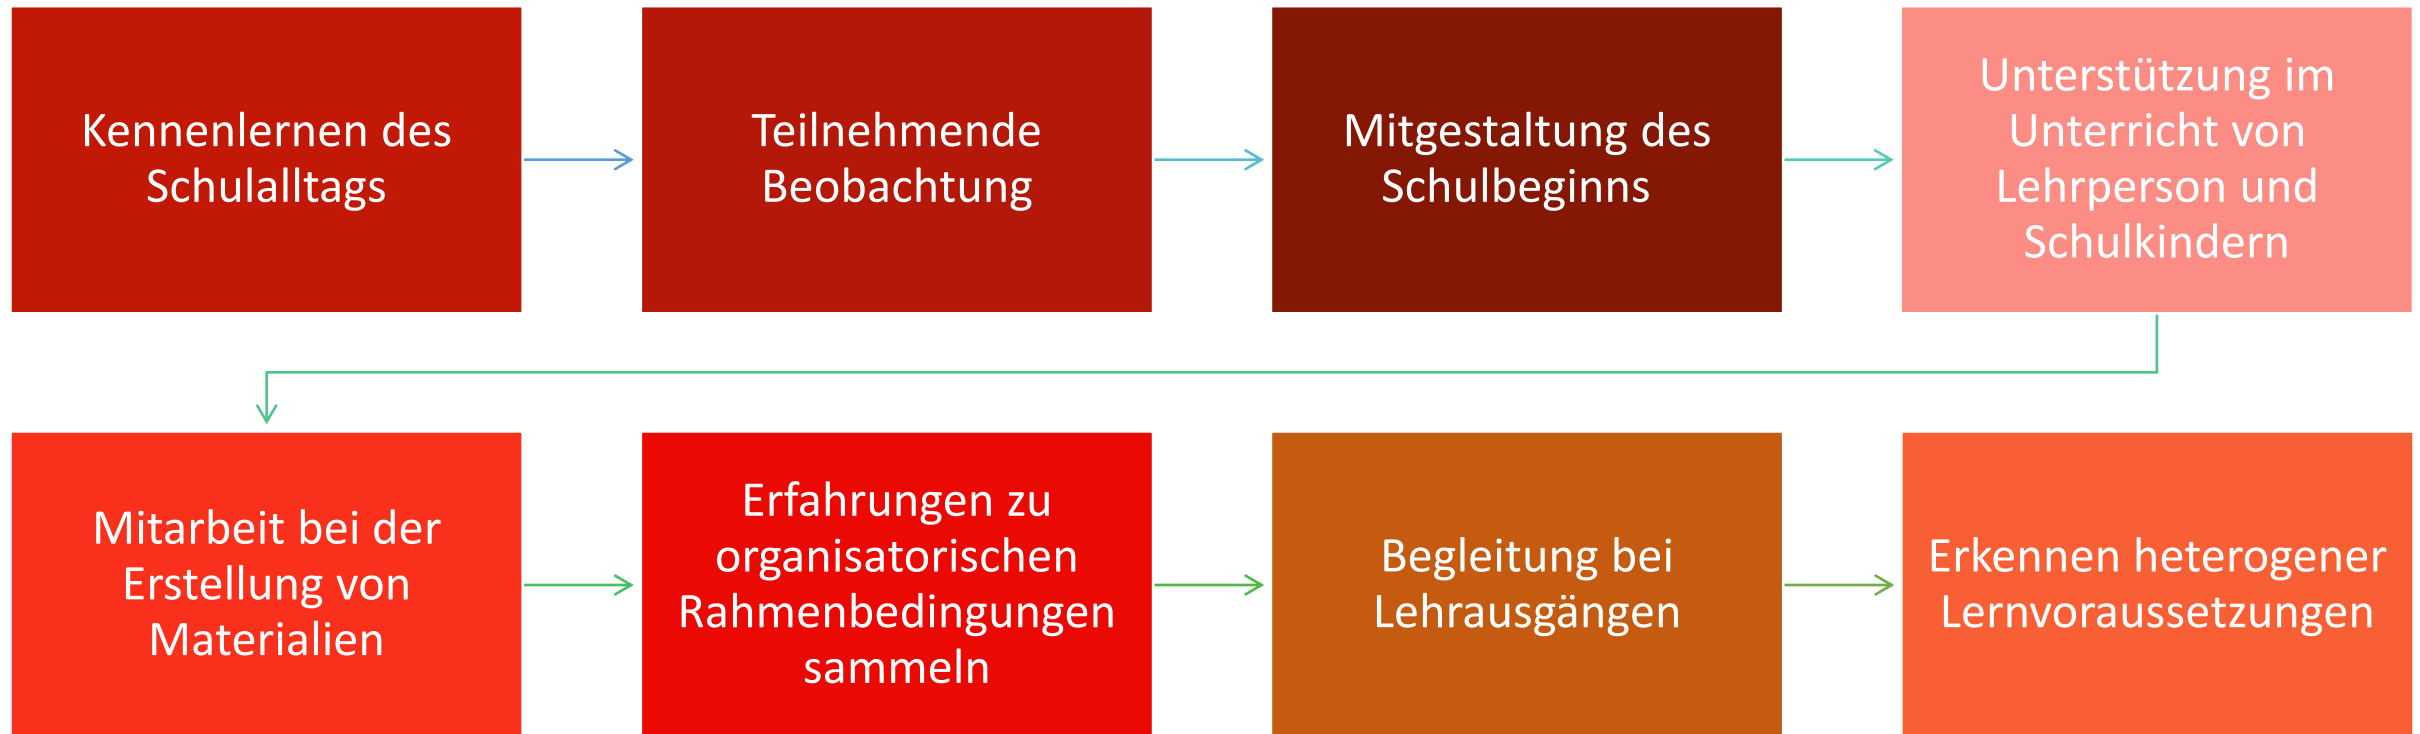 Kennenlernen des
Schulalltags
Teilnehmende
Beobachtung
Mitgestaltung des
Schulbeginns
Unterstützung im
Unterricht von
Lehrperson und
Schulkindern
Mitarbeit bei der
Erstellung von
Materialien
Erfahrungen zu
organisatorischen
Rahmenbedingungen
sammeln
Begleitung bei
Lehrausgängen
Erkennen heterogener
Lernvoraussetzungen